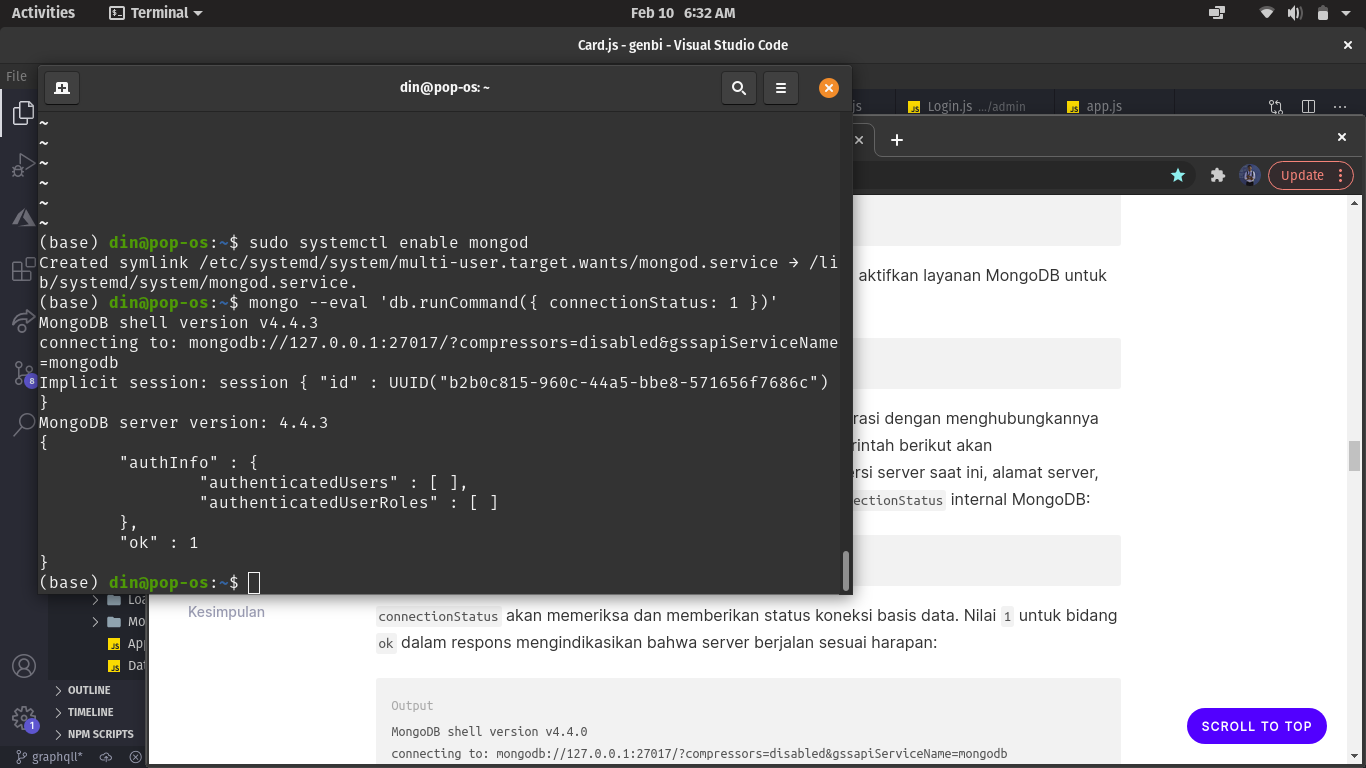 Activities
Terminal
Feb 10 6:32 AM
Card.js - genbi - Visual Studio Code
File
din@pop-os: ~
js
Login.js .../admin
app.js
Update
~
~
~
~
~
~
(base) din@pop-os:~$ sudo systemctl enable mongod
Created symlink /etc/systemd/system/multi-user.target.wants/mongod.service → /li
b/systemd/system/mongod.service.
(base) din@pop-os:~$ mongo --eval 'db.runCommand({ connectionStatus: 1 })'
MongoDB shell version v4.4.3
connecting to: mongodb://127.0.0.1:27017/?compressors=disabled&gssapiServiceName
=mongodb
Implicit session: session { "id" : UUID("b2b0c815-960c-44a5-bbe8-571656f7686c")
}
MongoDB server version: 4.4.3
{
"authInfo" : {
"authenticatedUsers" : [ ],
"authenticatedUserRoles" : [ ]
},
"ok" : 1
}
(base) din@pop-os:~$
aktifkan layanan MongoDB untuk
rasi dengan menghubungkannya
rintah berikut akan
ersi server saat ini, alamat server,
ectionStatus internal MongoDB:
8
Loa
Mo
Ap
Dat
OUTLINE
TIMELINE
NPM SCRIPTS
1
graphqll*
Kesimpulan
connectionStatus akan memeriksa dan memberikan status koneksi basis data. Nilai 1 untuk bidang
ok dalam respons mengindikasikan bahwa server berjalan sesuai harapan:
Output
MongoDB shell version v4.4.0
connecting to: mongodb://127.0.0.1:27017/?compressors=disabled&gssapiServiceName=mongodb
SCROLL TO TOP